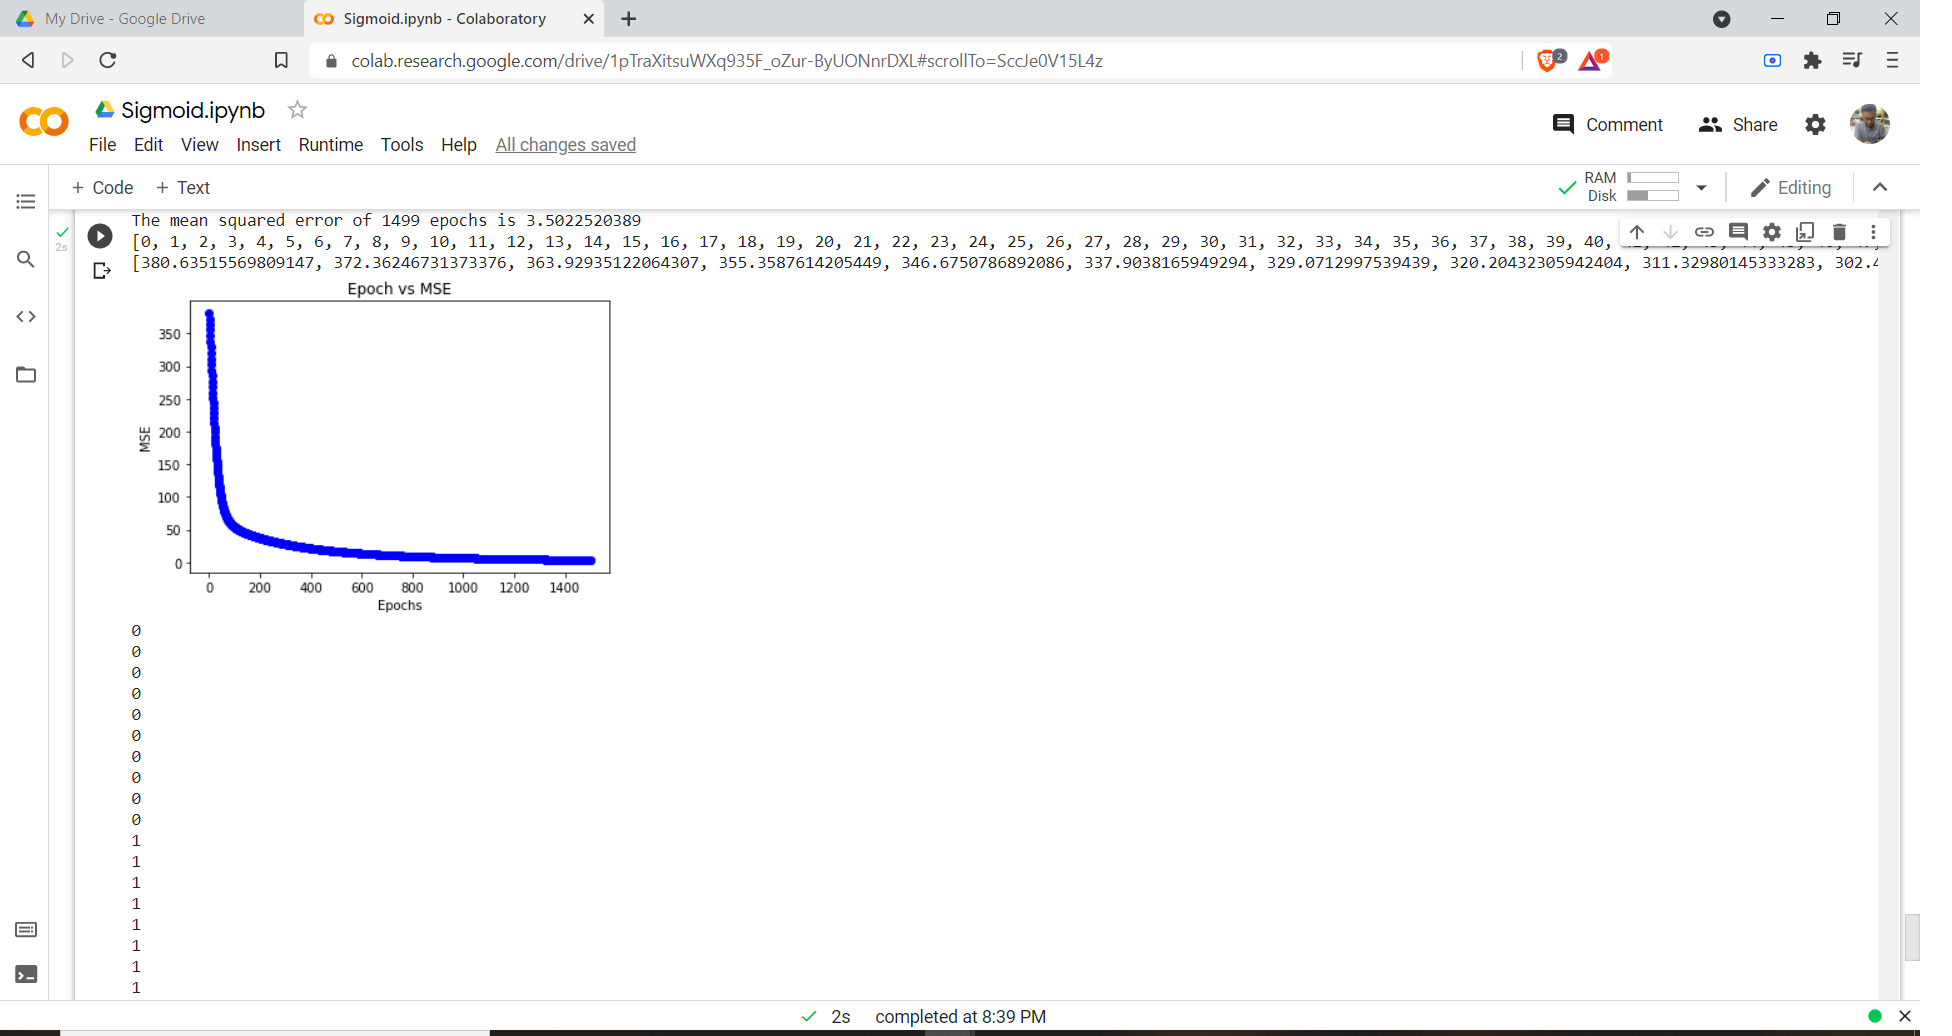 My Drive - Google Drive
Sigmoid.ipynb - Colaboratory
colab.research.google.com/drive/1pTraXitsuWXq935F_oZur-ByUONnrDXL#scrollTo=SccJe0V15L4z
2
1
Sigmoid.ipynb
Comment
Share
File Edit View Insert Runtime Tools Help All changes saved
+ Code + Text
RAM
Disk
Editing
2s
The mean squared error of 1499 epochs is 3.5022520389
[0, 1, 2, 3, 4, 5, 6, 7, 8, 9, 10, 11, 12, 13, 14, 15, 16, 17, 18, 19, 20, 21, 22, 23, 24, 25, 26, 27, 28, 29, 30, 31, 32, 33, 34, 35, 36, 37, 38, 39, 40,
[380.63515569809147, 372.36246731373376, 363.92935122064307, 355.3587614205449, 346.6750786892086, 337.9038165949294, 329.0712997539439, 320.20432305942404, 311.32980145333283, 302.4
Epoch vs MSE
350
300
250
200
150
100
50
0
MSE
0 200 400 600 800 1000 1200 1400
Epochs
0
0
0
0
0
0
0
0
0
0
1
1
1
1
1
1
1
1
2s completed at 8:39 PM